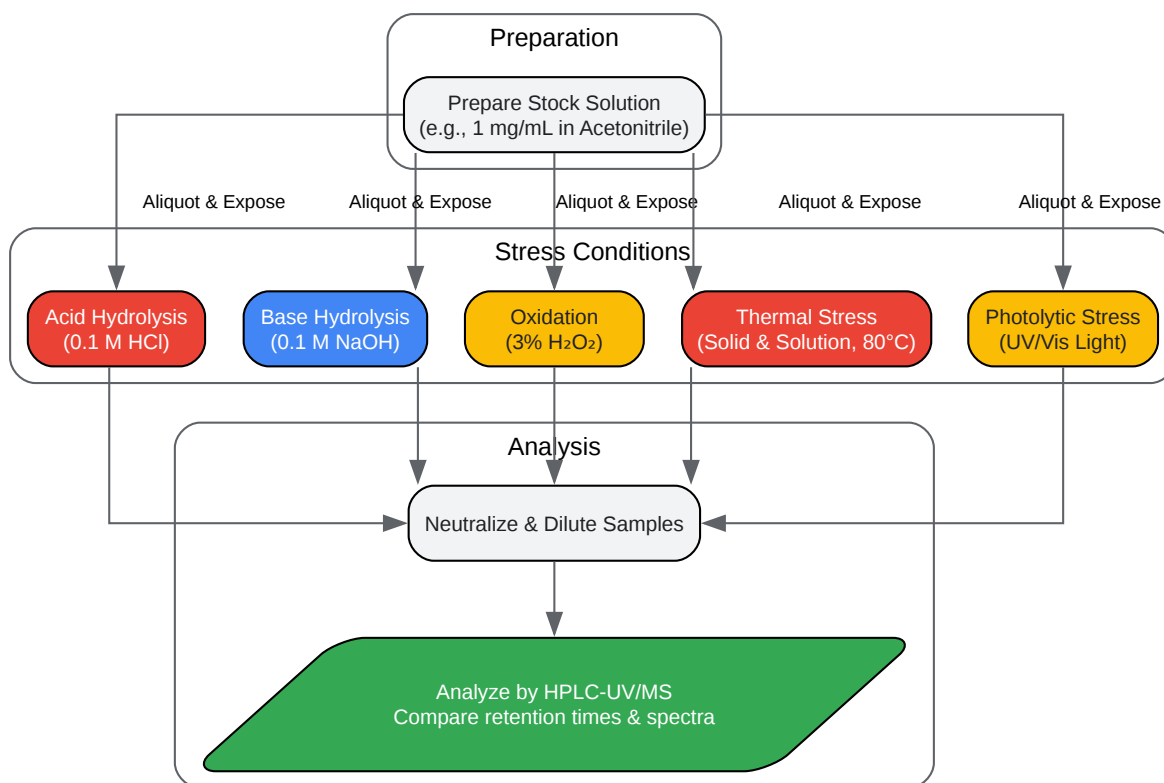 Preparation
Prepare Stock Solution
(e.g., 1 mg/mL in Acetonitrile)
Aliquot & Expose
Aliquot & Expose
Aliquot & Expose
Aliquot & Expose
Aliquot & Expose
Stress Conditions
Acid Hydrolysis
(0.1 M HCl)
Base Hydrolysis
(0.1 M NaOH)
Oxidation
(3% H₂O₂)
Thermal Stress
(Solid & Solution, 80°C)
Photolytic Stress
(UV/Vis Light)
Analysis
Neutralize & Dilute Samples
Analyze by HPLC-UV/MS
Compare retention times & spectra